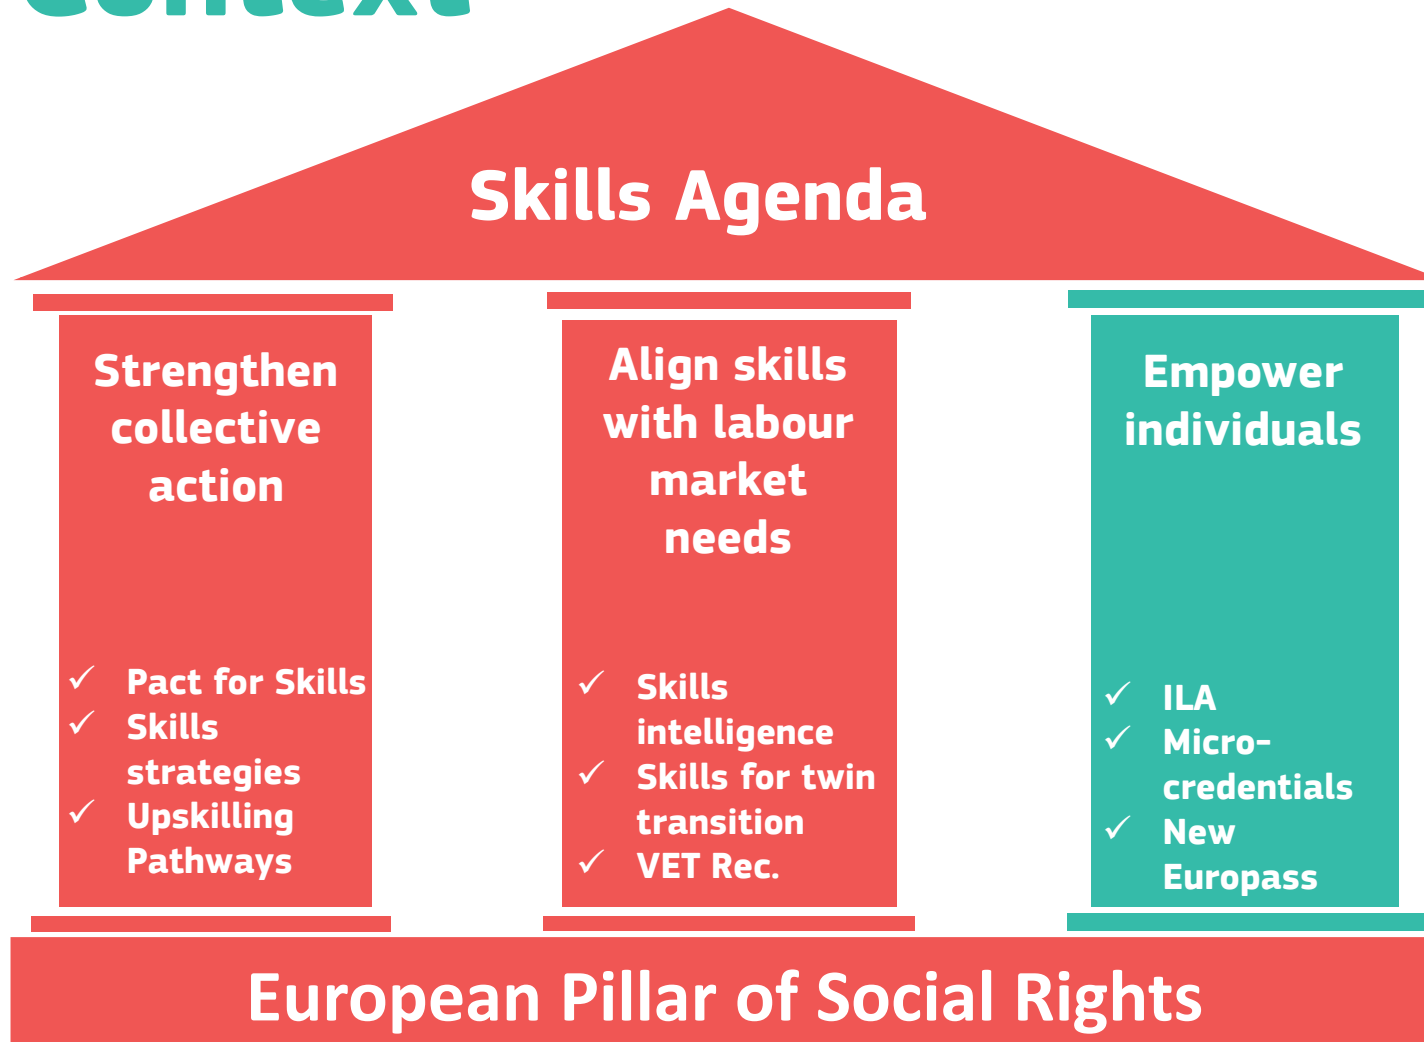 Context
Skills Agenda
Strengthen
collective
action
✓ Pact for Skills
✓ Skills
strategies
✓ Upskilling
Pathways
Align skills
with labour
market
needs
✓ Skills
intelligence
✓ Skills for twin
transition
✓ VET Rec.
Empower
individuals
✓ ILA
✓ Micro-
credentials
✓ New
Europass
European Pillar of Social Rights